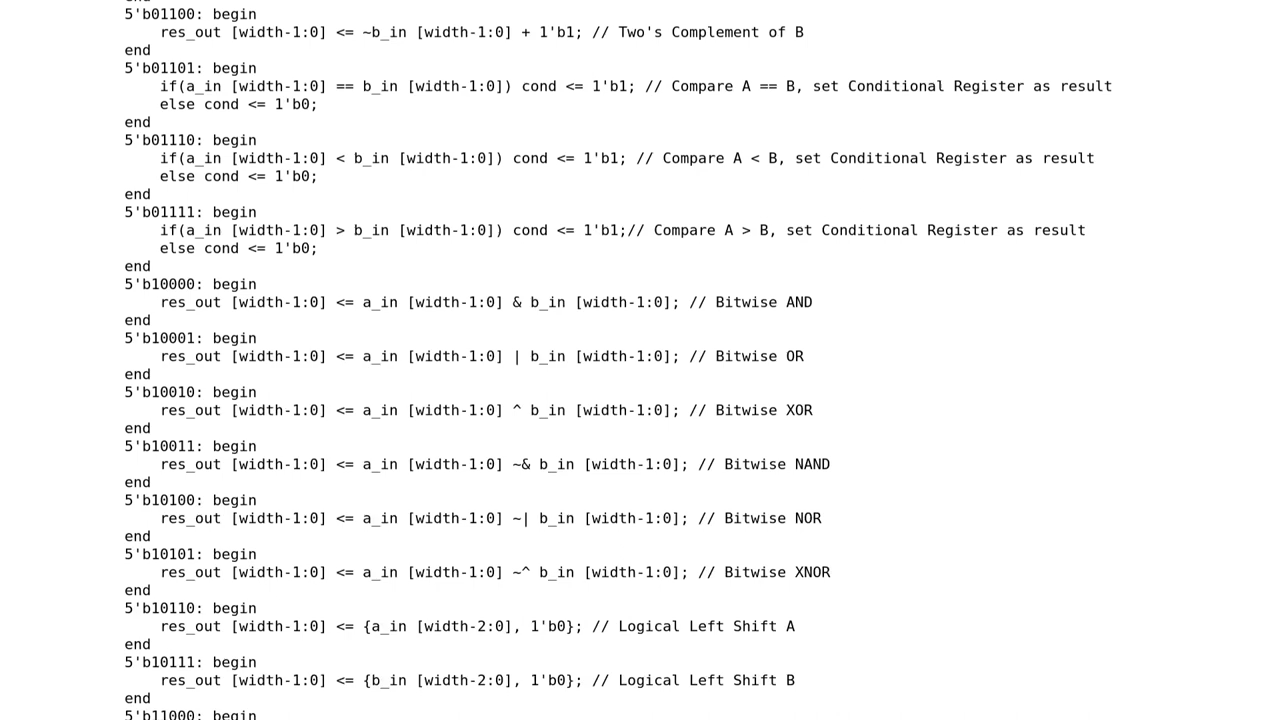 end
5'b01100: begin
res_out [width-1:0] <= ~b_in [width-1:0] + 1'b1; // Two's Complement of B
end
5'b01101: begin
if(a_in [width-1:0] == b_in [width-1:0]) cond <= 1'b1; // Compare A == B, set Conditional Register as result
else cond <= 1'b0;
end
5'b01110: begin
if(a_in [width-1:0] < b_in [width-1:0]) cond <= 1'b1; // Compare A < B, set Conditional Register as result
else cond <= 1'b0;
end
5'b01111: begin
if(a_in [width-1:0] > b_in [width-1:0]) cond <= 1'b1;// Compare A > B, set Conditional Register as result
else cond <= 1'b0;
end
5'b10000: begin
res_out [width-1:0] <= a_in [width-1:0] & b_in [width-1:0]; // Bitwise AND
end
5'b10001: begin
res_out [width-1:0] <= a_in [width-1:0] | b_in [width-1:0]; // Bitwise OR
end
5'b10010: begin
res_out [width-1:0] <= a_in [width-1:0] ^ b_in [width-1:0]; // Bitwise XOR
end
5'b10011: begin
res_out [width-1:0] <= a_in [width-1:0] ~& b_in [width-1:0]; // Bitwise NAND
end
5'b10100: begin
res_out [width-1:0] <= a_in [width-1:0] ~| b_in [width-1:0]; // Bitwise NOR
end
5'b10101: begin
res_out [width-1:0] <= a_in [width-1:0] ~^ b_in [width-1:0]; // Bitwise XNOR
end
5'b10110: begin
res_out [width-1:0] <= {a_in [width-2:0], 1'b0}; // Logical Left Shift A
end
5'b10111: begin
res_out [width-1:0] <= {b_in [width-2:0], 1'b0}; // Logical Left Shift B
end
5'b11000: begin